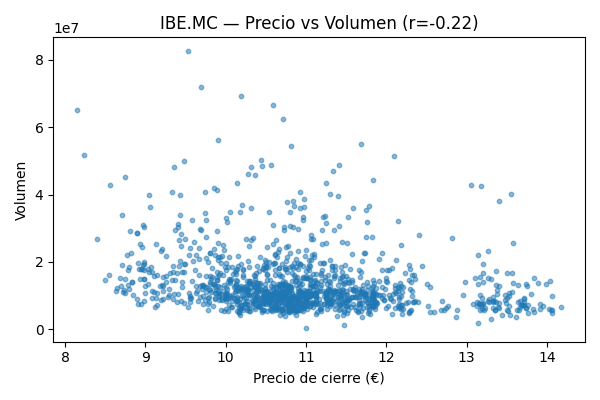 IBE.MC — Precio vs Volumen (r=-0.22)
1e7
8
6
4
2
0
Volumen
8 9 10 11 12 13 14
Precio de cierre (€)